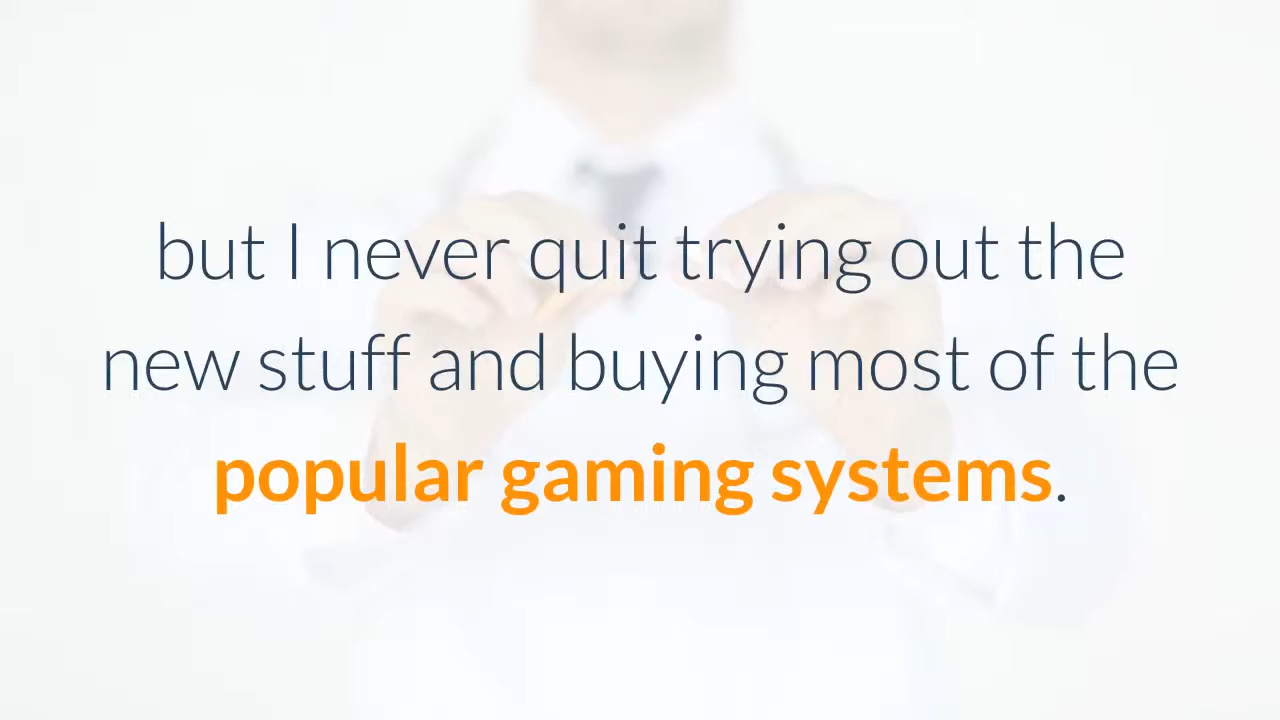 but I never quit trying out the
new stuff and buying most of the
popular gaming systems.